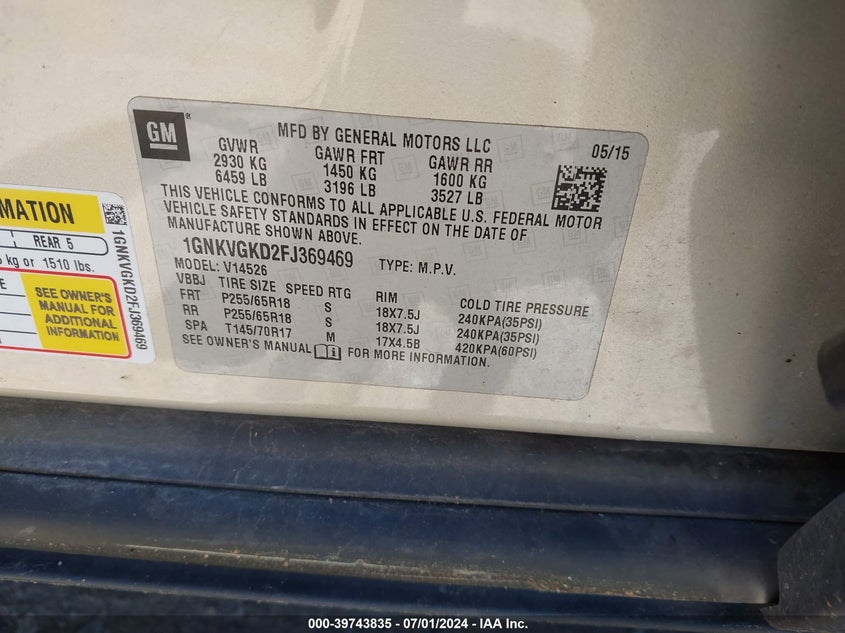 GM
®
MFD BY GENERAL MOTORS LLC
05/15
GVWR GAWR FRT GAWR RR
2930 KG 1450 KG 1600 KG
6459 LB 3196 LB 3527 LB
THIS VEHICLE CONFORMS TO ALL APPLICABLE U.S. FEDERAL MOTOR
VEHICLE SAFETY STANDARDS IN EFFECT ON THE DATE OF
MANUFACTURE SHOWN ABOVE.
1GNKVGKD2FJ369469 TYPE: M.P.V.
MODEL: V14526
VBBJ TIRE SIZE SPEED RTG RIM COLD TIRE PRESSURE
FRT P255/65R18 S 18X7.5J 240KPA(35PSI)
RR P255/65R18 S 18X7.5J 240KPA(35PSI)
SPA T145/70R17 M 17X4.5B 420KPA(60PSI)
SEE OWNER'S MANUAL FOR MORE INFORMATION.
MATION
REAR 5
kg or 1510 lbs.
SEE OWNER'S
MANUAL FOR
ADDITIONAL
INFORMATION
1GNKVGKD2FJ369469
000-39743835 / 07/01/2024 - IAA Inc.